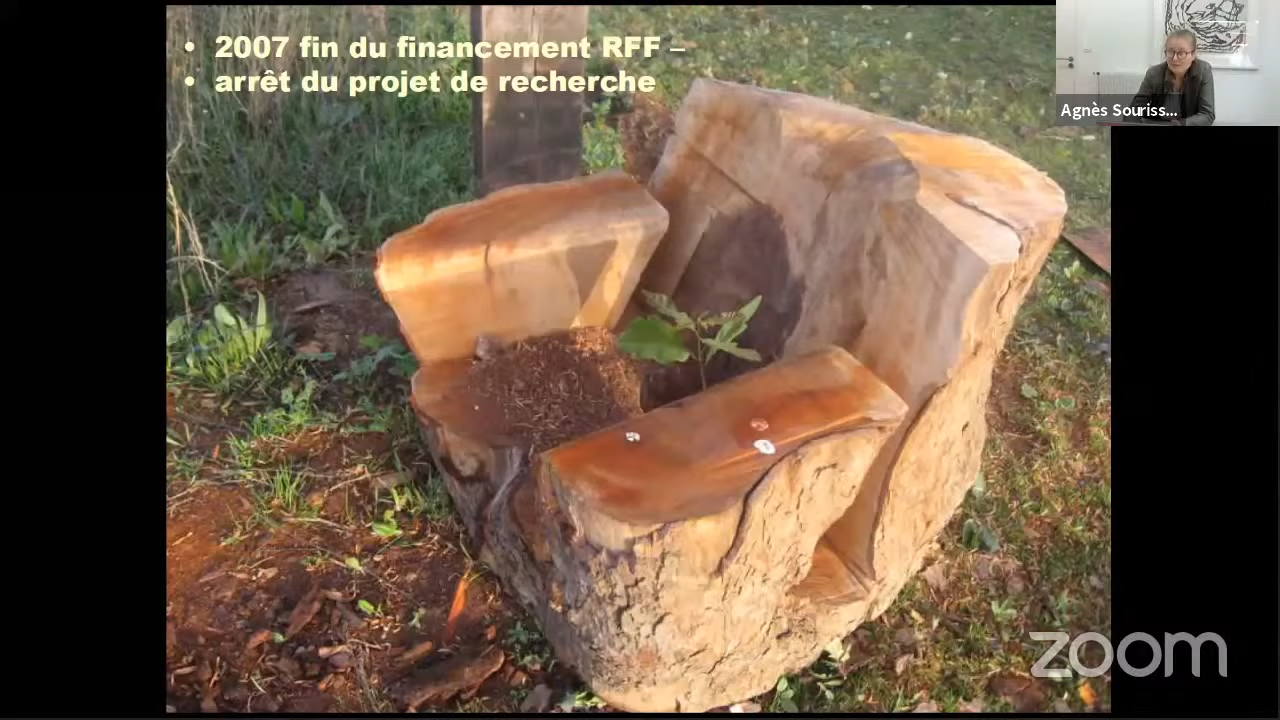 • 2007 fin du financement RFF –
• arrêt du projet de recherche
Agnès Souriss...
zoom